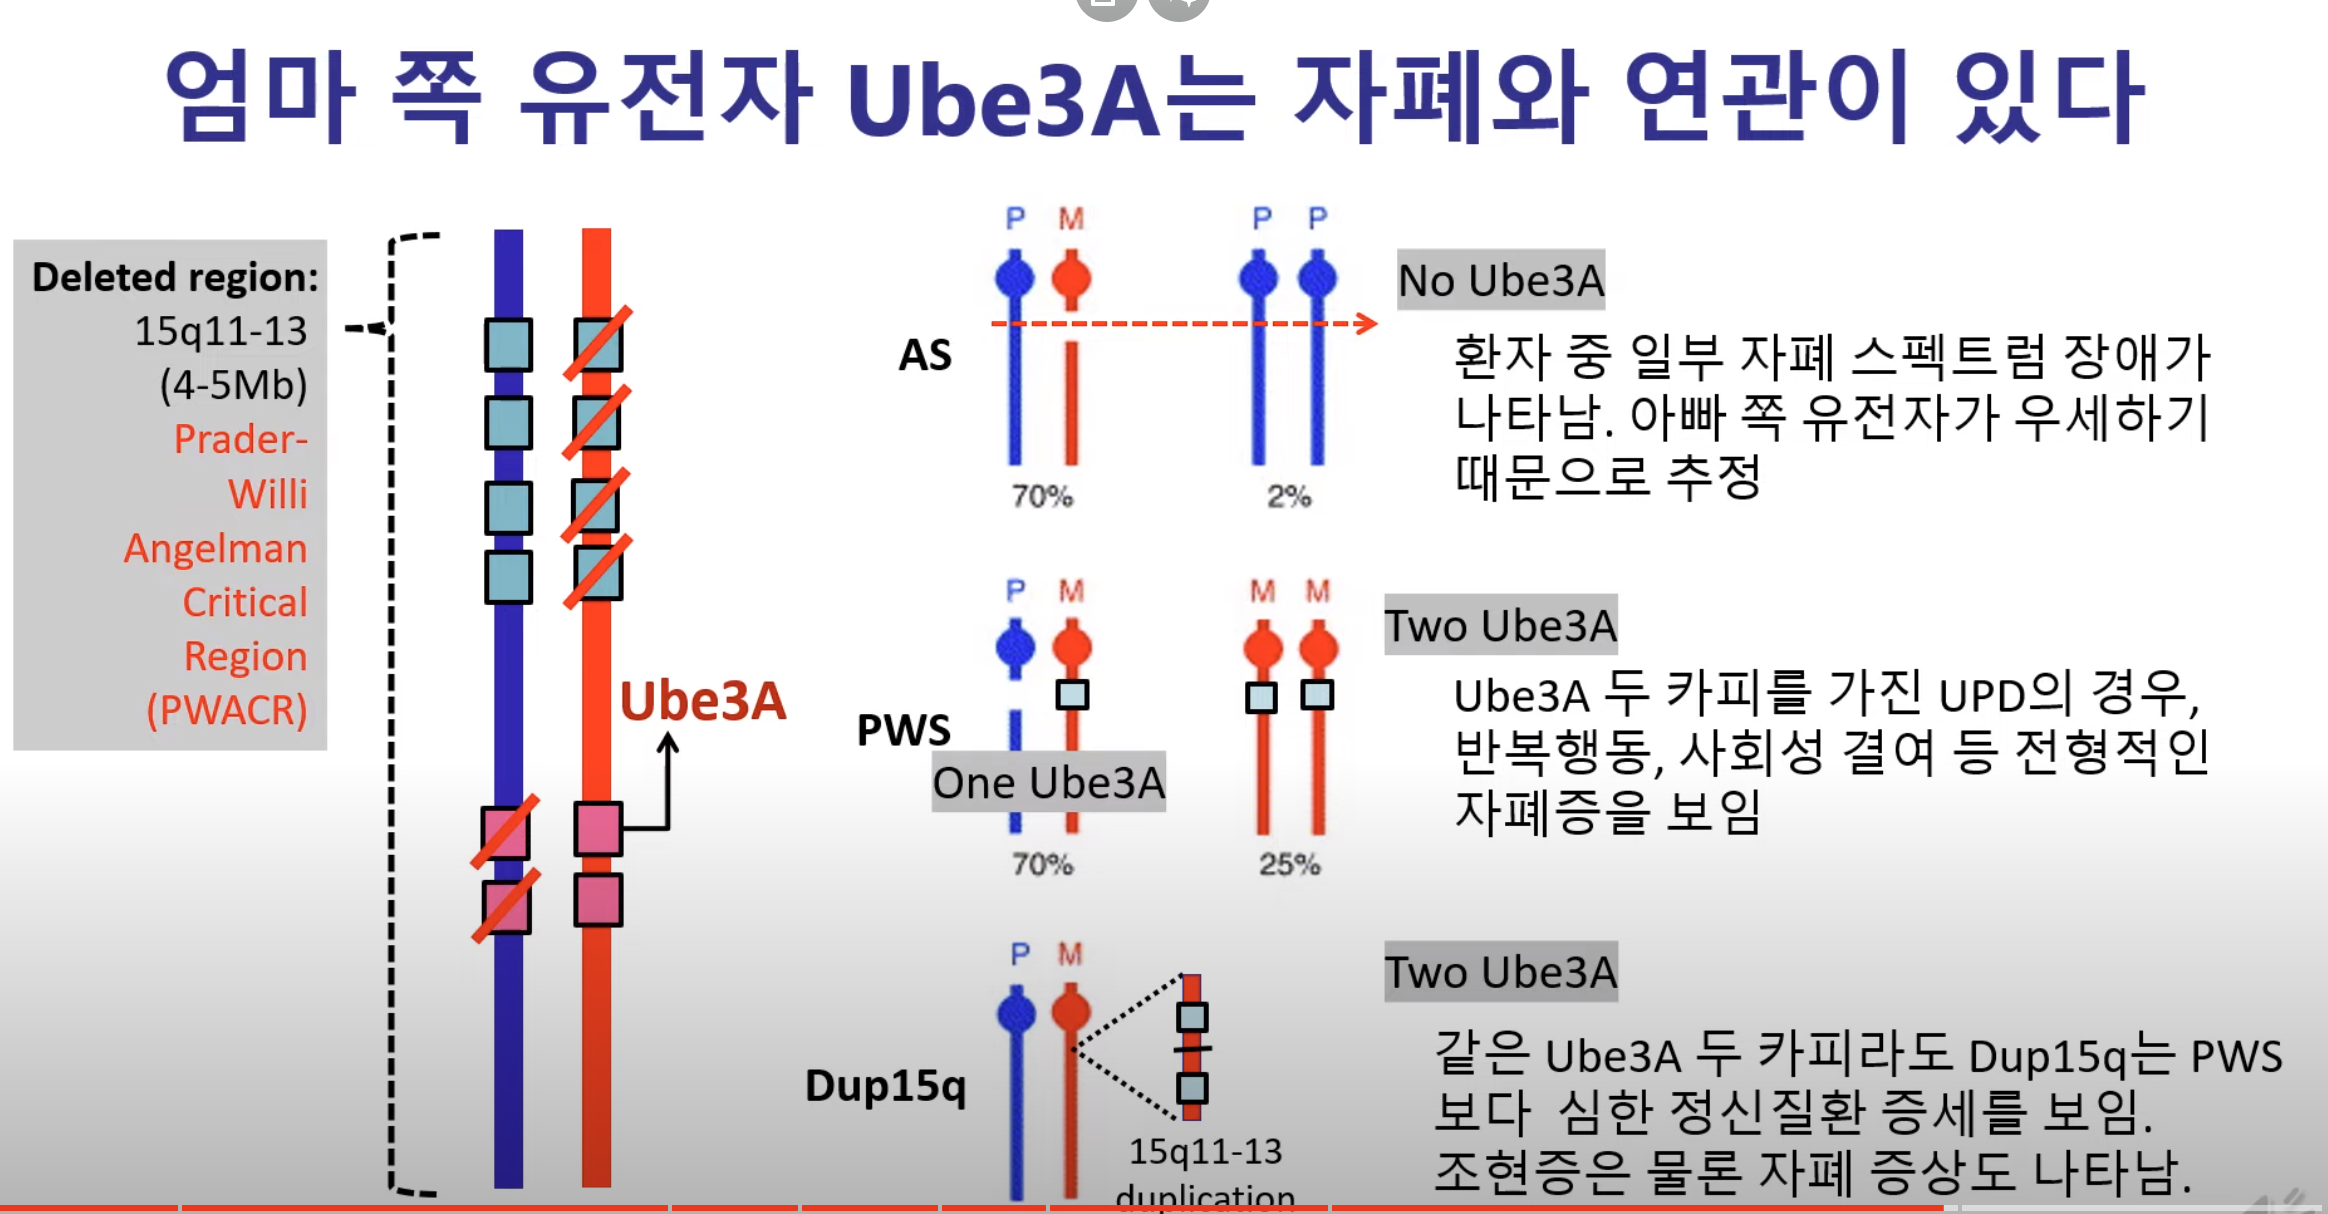 엄마 쪽 유전자 Ube3A는 자폐와 연관이 있다
Deleted region:
15q11-13
(4-5Mb)
Prader-
Willi
Angelman
Critical
Region
(PWACR)
Ube3A
P M
P P
AS
70%
2%
No Ube3A
환자 중 일부 자폐 스펙트럼 장애가
나타남. 아빠 쪽 유전자가 우세하기
때문으로 추정
P M
M M
PWS
One Ube3A
70%
25%
Two Ube3A
Ube3A 두 카피를 가진 UPD의 경우,
반복행동, 사회성 결여 등 전형적인
자폐증을 보임
P M
Dup15q
15q11-13
duplication
Two Ube3A
같은 Ube3A 두 카피라도 Dup15q는 PWS
보다 심한 정신질환 증세를 보임.
조현증은 물론 자폐 증상도 나타남.